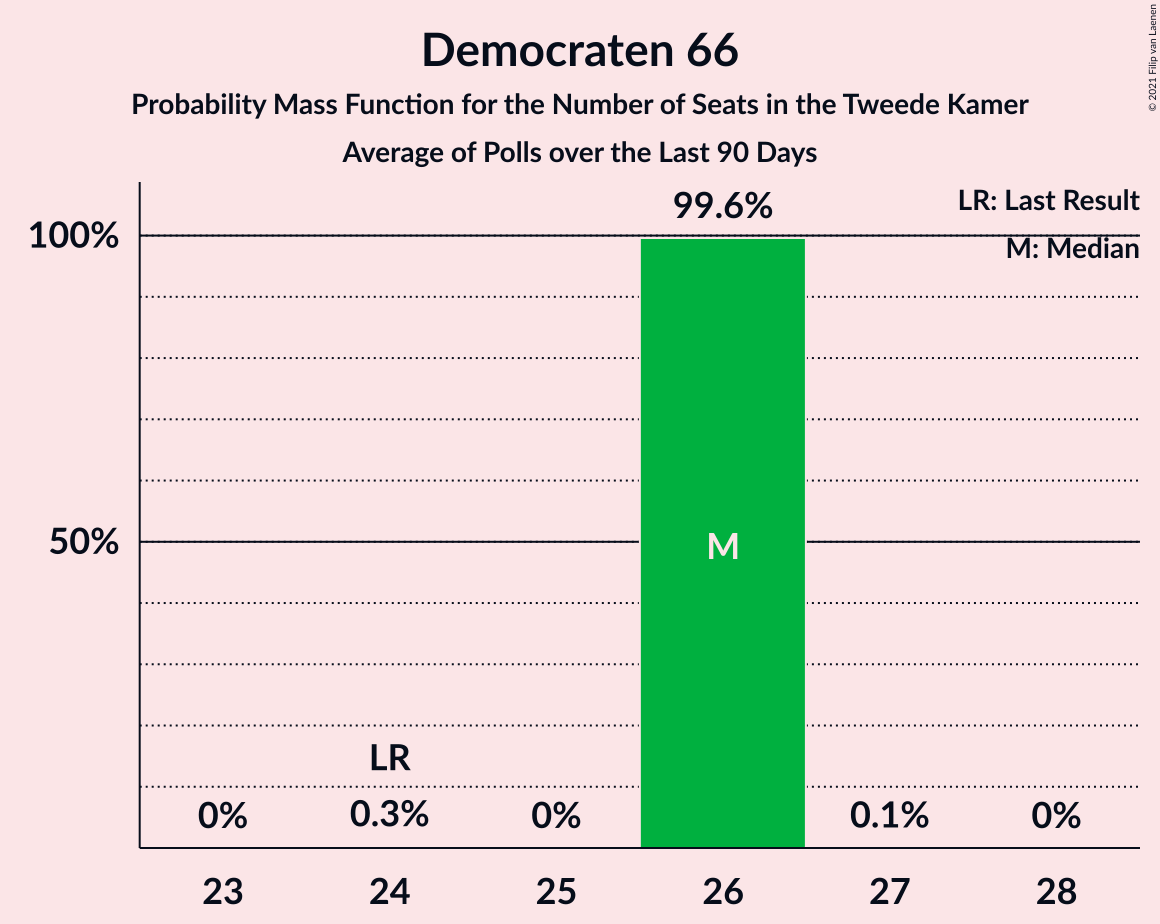 Democraten 66
Probability Mass Function for the Number of Seats in the Tweede Kamer
Average of Polls over the Last 90 Days
© 2021 Filip van Laenen
LR: Last Result
M: Median
99.6%
100%
50%
M
LR
0%
0.3%
0%
0.1%
0%
23
24
25
26
27
28